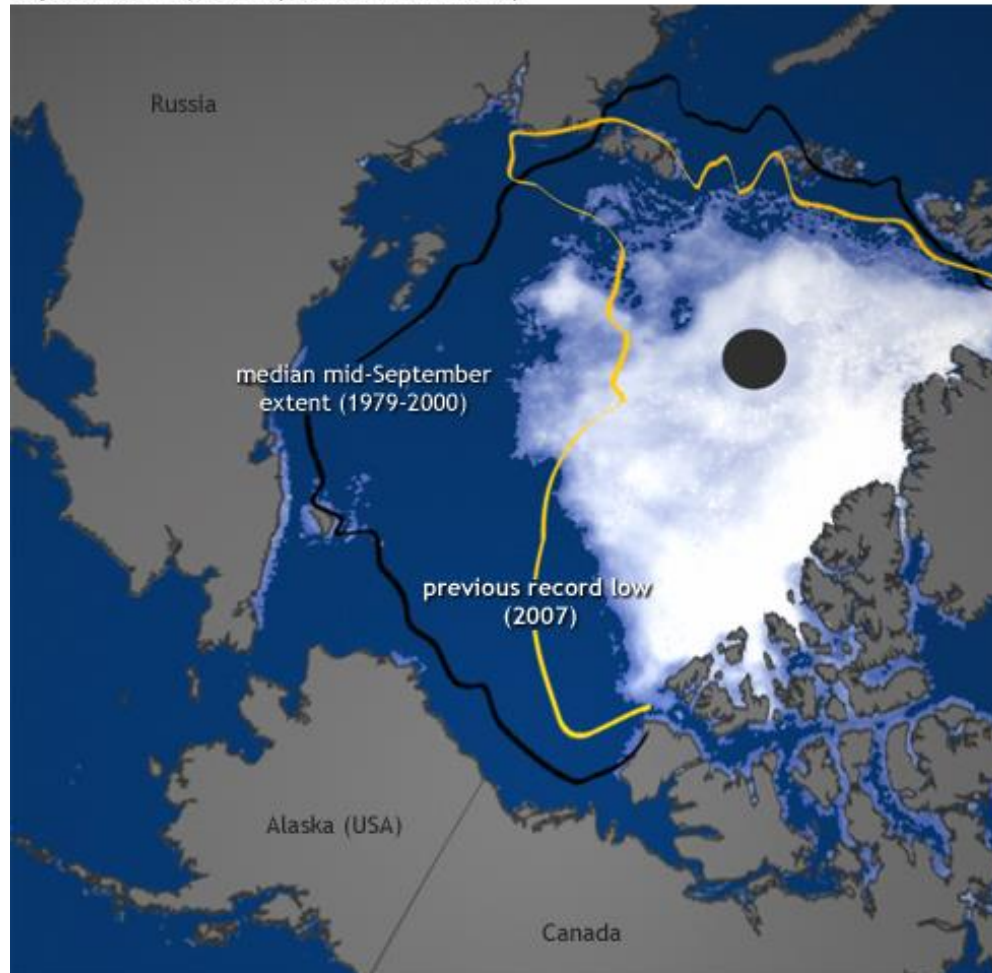 Russia
median mid-September
extent (1979-2000)
previous record low
(2007)
Alaska (USA)
Canada